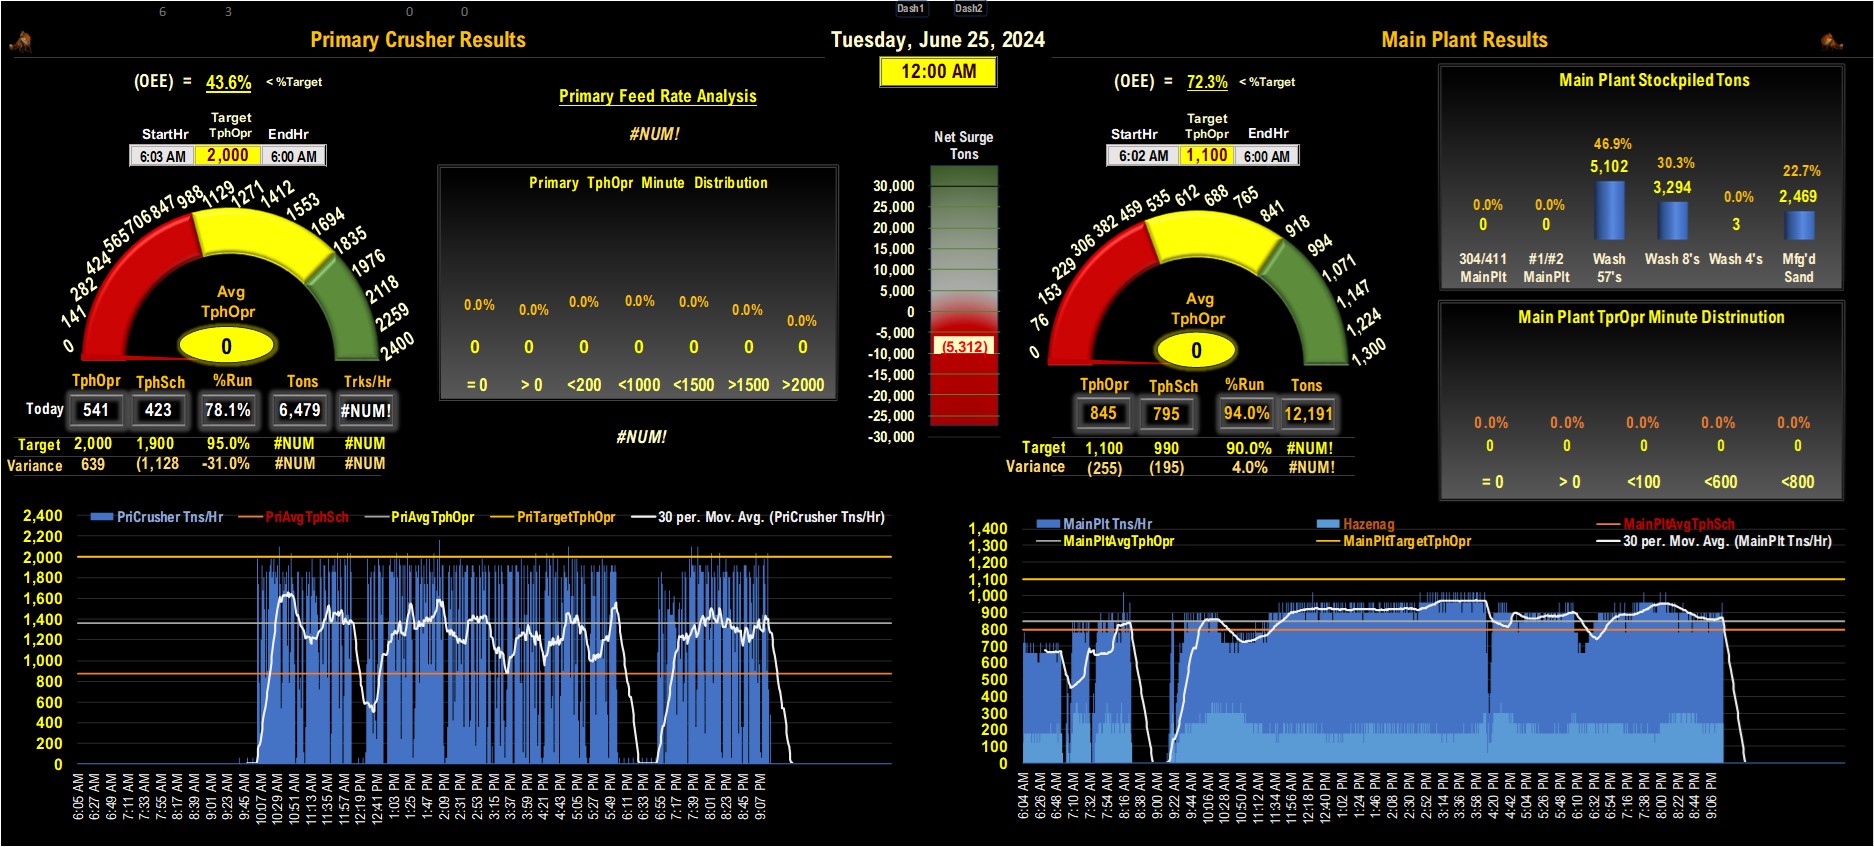 6 3 0 0 Dash1 Dash2
Primary Crusher Results
Tuesday, June 25, 2024
Main Plant Results
12:00 AM
(OEE) = 43.6% < %Target
Primary Feed Rate Analysis
#NUM!
Target
StartHr TphOpr EndHr
6:03 AM 2,000 6:00 AM
0 141 282 424 565 706 847 988 1129 1271 1412 1553 1694 1835 1976 2118 2259 2400
Avg
TphOpr
0
TphOpr TphSch %Run Tons Trks/Hr
Today 541 423 78.1% 6,479 #NUM!
Target 2,000 1,900 95.0% #NUM #NUM
Variance 639 (1,128 -31.0% #NUM #NUM
Primary TphOpr Minute Distribution
0.0% 0.0% 0.0% 0.0% 0.0% 0.0% 0.0%
0 0 0 0 0 0 0
= 0 > 0 <200 <1000 <1500 >1500 >2000
#NUM!
Net Surge
Tons
30,000
25,000
20,000
15,000
10,000
5,000
0
-5,000
(5,312)
-10,000
-15,000
-20,000
-25,000
-30,000
(OEE) = 72.3% < %Target
Target
StartHr TphOpr EndHr
6:02 AM 1,100 6:00 AM
0 76 153 229 306 382 459 535 612 688 765 841 918 994 1,071 1,147 1,224 1,300
Avg
TphOpr
0
TphOpr TphSch %Run Tons
845 795 94.0% 12,191
Target 1,100 990 90.0% #NUM!
Variance (255) (195) 4.0% #NUM!
Main Plant Stockpiled Tons
0.0% 0.0% 46.9% 30.3% 0.0% 22.7%
0 0 5,102 3,294 3 2,469
304/411 #1/#2 Wash Wash 8's Wash 4's Mfg'd
MainPlt MainPlt 57's Sand
Main Plant TprOpr Minute Distrinution
0.0% 0.0% 0.0% 0.0% 0.0%
0 0 0 0 0
= 0 > 0 <100 <600 <800
PriCrusher Tns/Hr PriAvgTphSch PriAvgTphOpr PriTargetTphOpr 30 per. Mov. Avg. (PriCrusher Tns/Hr)
2,400
2,200
2,000
1,800
1,600
1,400
1,200
1,000
800
600
400
200
0
6:05 AM 6:27 AM 6:49 AM 7:11 AM 7:33 AM 7:55 AM 8:17 AM 8:39 AM 9:01 AM 9:23 AM 9:45 AM 10:07 AM 10:29 AM 10:51 AM 11:13 AM 11:35 AM 11:57 AM 12:19 PM 12:41 PM 1:03 PM 1:25 PM 1:47 PM 2:09 PM 2:31 PM 2:53 PM 3:15 PM 3:37 PM 3:59 PM 4:21 PM 4:43 PM 5:05 PM 5:27 PM 5:49 PM 6:11 PM 6:33 PM 6:55 PM 7:17 PM 7:39 PM 8:01 PM 8:23 PM 8:45 PM 9:07 PM
MainPlt Tns/Hr Hazenag MainPltAvgTphSch
MainPltAvgTphOpr MainPltTargetTphOpr 30 per. Mov. Avg. (MainPlt Tns/Hr)
1,400
1,300
1,200
1,100
1,000
900
800
700
600
500
400
300
200
100
0
6:04 AM 6:26 AM 6:48 AM 7:10 AM 7:32 AM 7:54 AM 8:16 AM 8:38 AM 9:00 AM 9:22 AM 9:44 AM 10:06 AM 10:28 AM 10:50 AM 11:12 AM 11:34 AM 11:56 AM 12:18 PM 12:40 PM 1:02 PM 1:24 PM 1:46 PM 2:08 PM 2:30 PM 2:52 PM 3:14 PM 3:36 PM 3:58 PM 4:20 PM 4:42 PM 5:04 PM 5:26 PM 5:48 PM 6:10 PM 6:32 PM 6:54 PM 7:16 PM 7:38 PM 8:00 PM 8:22 PM 8:44 PM 9:06 PM